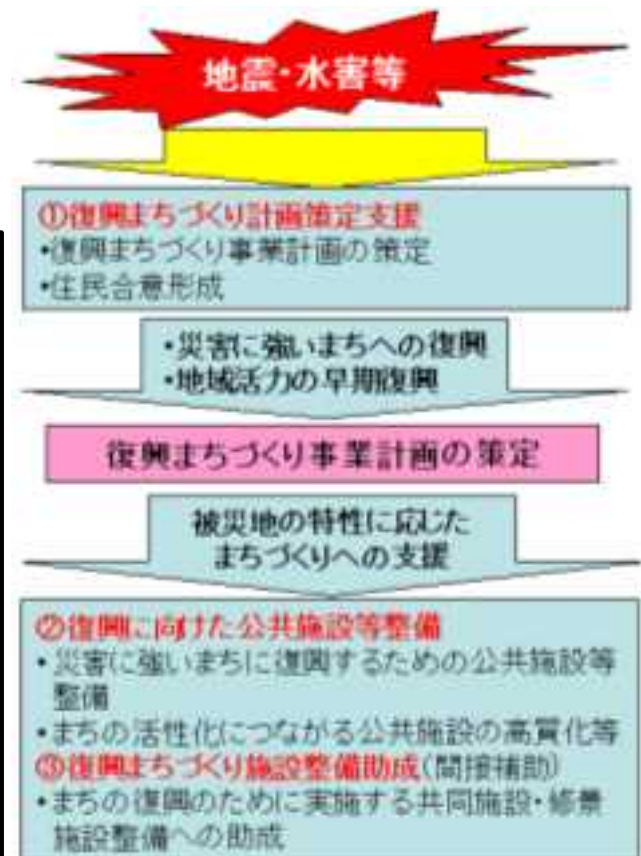 地震・水害等
①復興まちづくり計画策定支援
・復興まちづくり事業計画の策定
・住民合意形成
・災害に強いまちへの復興
・地域活力の早期復興
復興まちづくり事業計画の策定
被災地の特性に応じた
まちづくりへの支援
②復興に向けた公共施設等整備
・災害に強いまちに復興するための公共施設等
整備
・まちの活性化につながる公共施設の高質化等
③復興まちづくり施設整備助成(間接補助)
・まちの復興のために実施する共同施設・修景
施設整備への助成